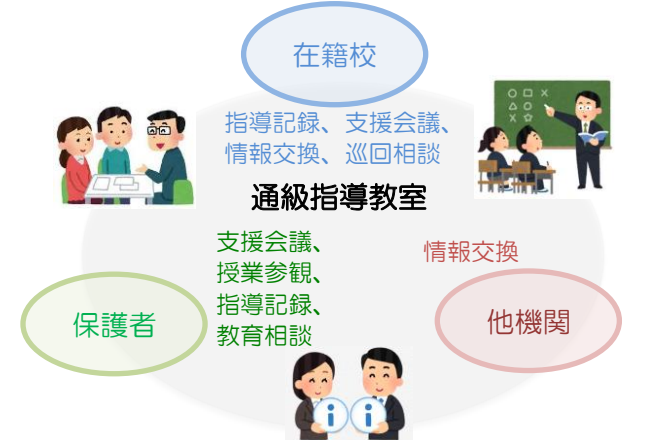 在籍校
指導記録、支援会議、
情報交換、巡回相談
通級指導教室
支援会議、
授業参観、
指導記録、
教育相談
情報交換
保護者
他機関
i i